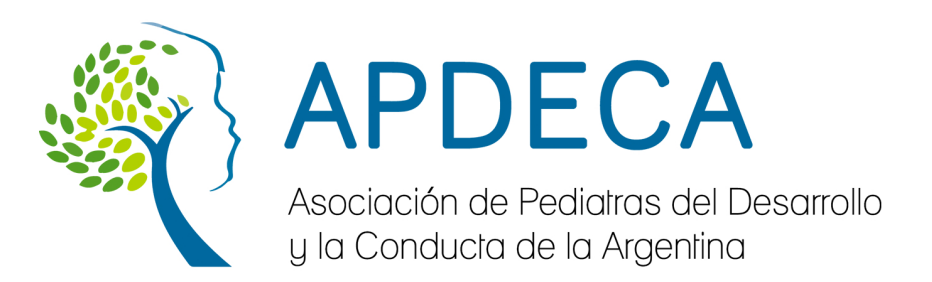 APDECA
Asociación de Pediatras del Desarrollo
y la Conducta de la Argentina